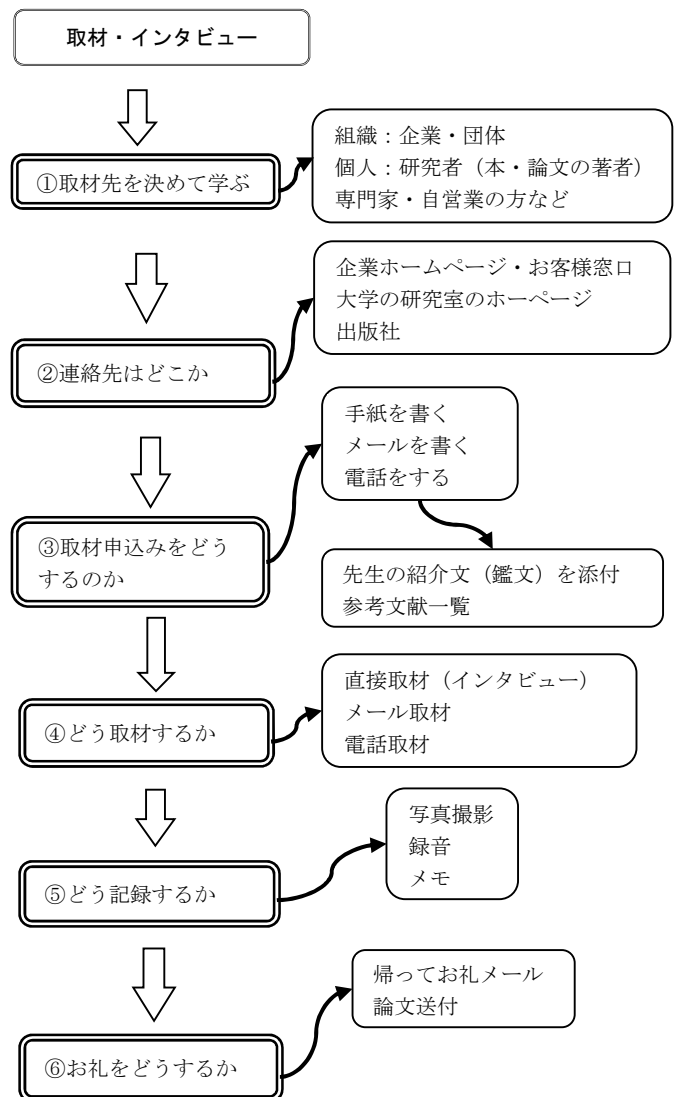 取材・インタビュー
①取材先を決めて学ぶ
組織：企業・団体
個人：研究者（本・論文の著者）
専門家・自営業の方など
②連絡先はどこか
企業ホームページ・お客様窓口
大学の研究室のホーページ
出版社
③取材申込みをどう
するのか
手紙を書く
メールを書く
電話をする
先生の紹介文（鑑文）を添付
参考文献一覧
④どう取材するか
直接取材（インタビュー）
メール取材
電話取材
⑤どう記録するか
写真撮影
録音
メモ
⑥お礼をどうするか
帰ってお礼メール
論文送付